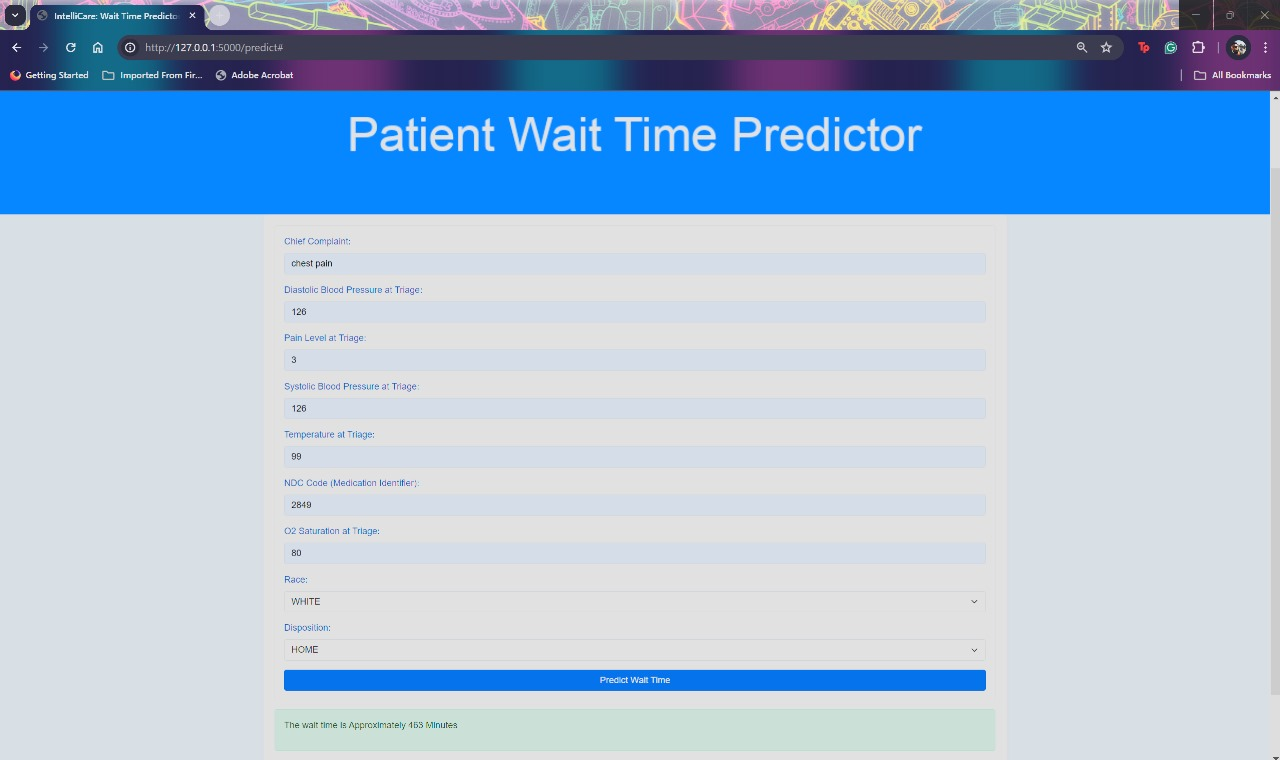 IntelliCare: Wait Time Predicto
http://127.0.0.1:5000/predict#
Getting Started
Imported From Fir...
Adobe Acrobat
All Bookmarks
Patient Wait Time Predictor
Chief Complaint:
chest pain
Diastolic Blood Pressure at Triage:
126
Pain Level at Triage:
3
Systolic Blood Pressure at Triage:
126
Temperature at Triage:
99
NDC Code (Medication Identifier):
2849
O2 Saturation at Triage:
80
Race:
WHITE
Disposition:
HOME
Predict Wait Time
The wait time is Approximately 463 Minutes